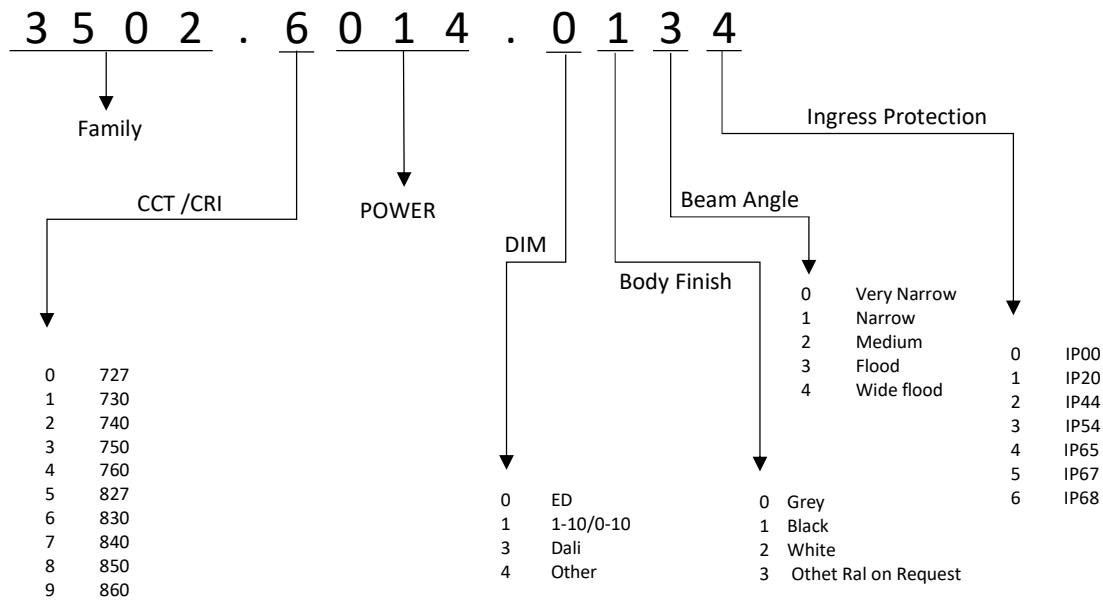 3 5 0 2 . 6 0 1 4 . 0 1 3 4
Family
CCT /CRI
POWER
DIM
Body Finish
Beam Angle
Ingress Protection
0 727
1 730
2 740
3 750
4 760
5 827
6 830
7 840
8 850
9 860
0 ED
1 1-10/0-10
3 Dali
4 Other
0 Grey
1 Black
2 White
3 Othet Ral on Request
0 Very Narrow
1 Narrow
2 Medium
3 Flood
4 Wide flood
0 IP00
1 IP20
2 IP44
3 IP54
4 IP65
5 IP67
6 IP68